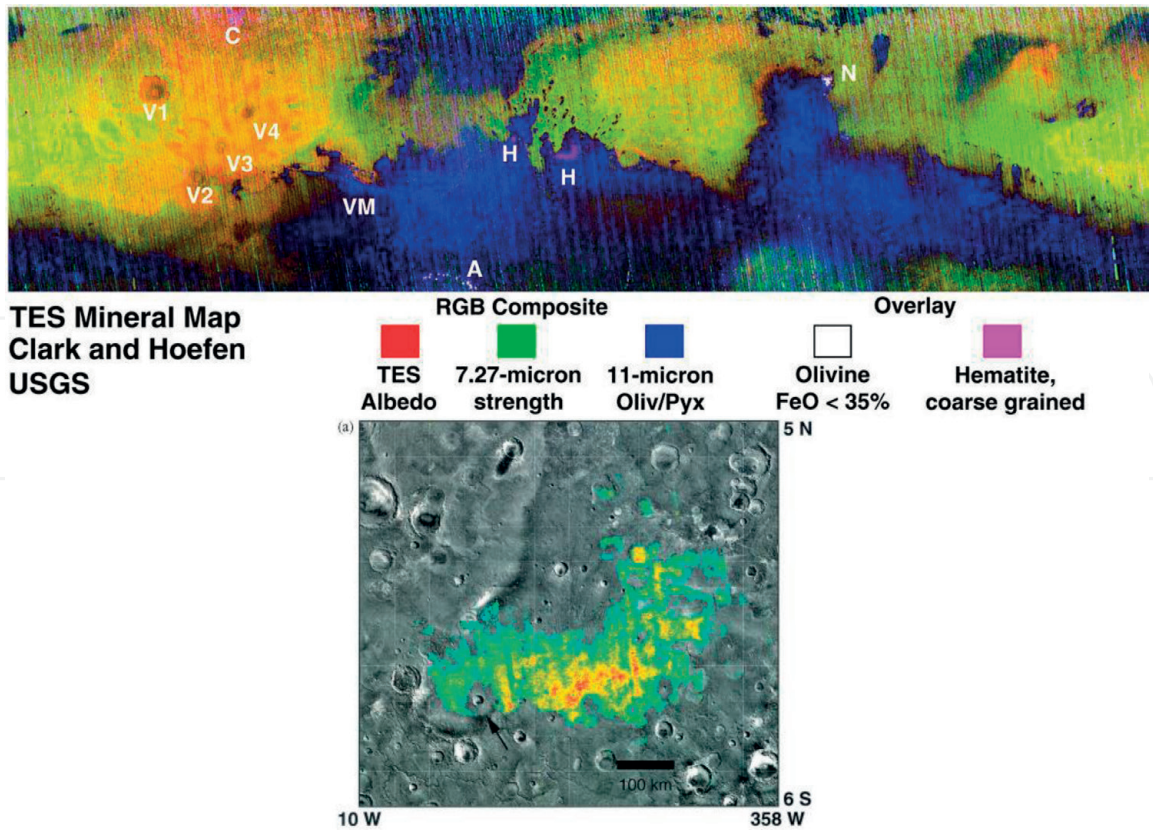 C
V1
V4
V3
V2
VM
H
H
A
N
TES Mineral Map
Clark and Hoefen
USGS
RGB Composite
TES
Albedo
7.27-micron
strength
11-micron
Oliv/Pyx
Overlay
Olivine
FeO < 35%
Hematite,
coarse grained
(a)
5 N
100 km
6 S
10 W
358 W